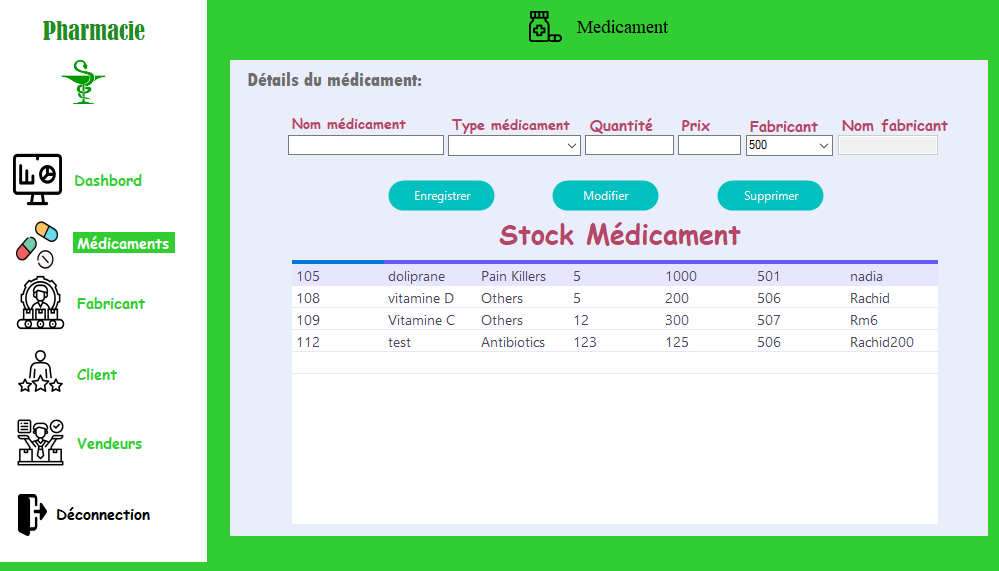 Pharmacie
Medicament
Détails du médicament:
Nom médicament Type médicament Quantité Prix Fabricant Nom fabricant
500
Enregistrer Modifier Supprimer
Stock Médicament
105 doliprane Pain Killers 5 1000 501 nadia
108 vitamine D Others 5 200 506 Rachid
109 Vitamine C Others 12 300 507 Rm6
112 test Antibiotics 123 125 506 Rachid200
Dashbord
Médicaments
Fabricant
Client
Vendeurs
Déconnection